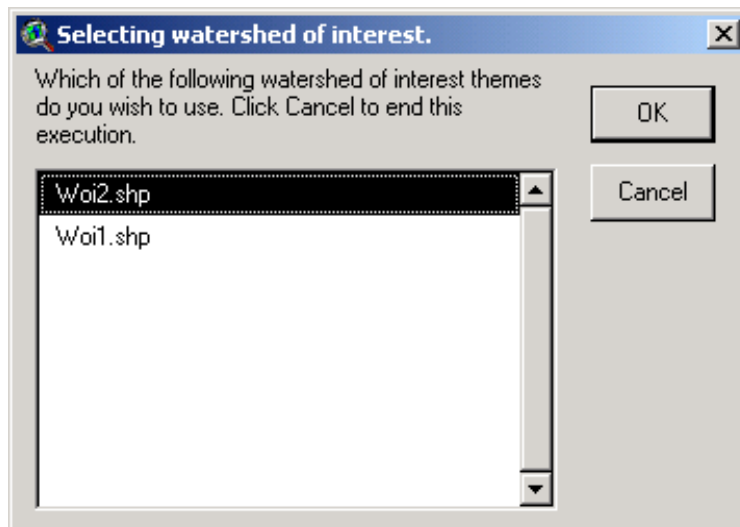 Selecting watershed of interest.
Which of the following watershed of interest themes
do you wish to use. Click Cancel to end this
execution.
OK
Cancel
Woi2.shp
Woi1.shp